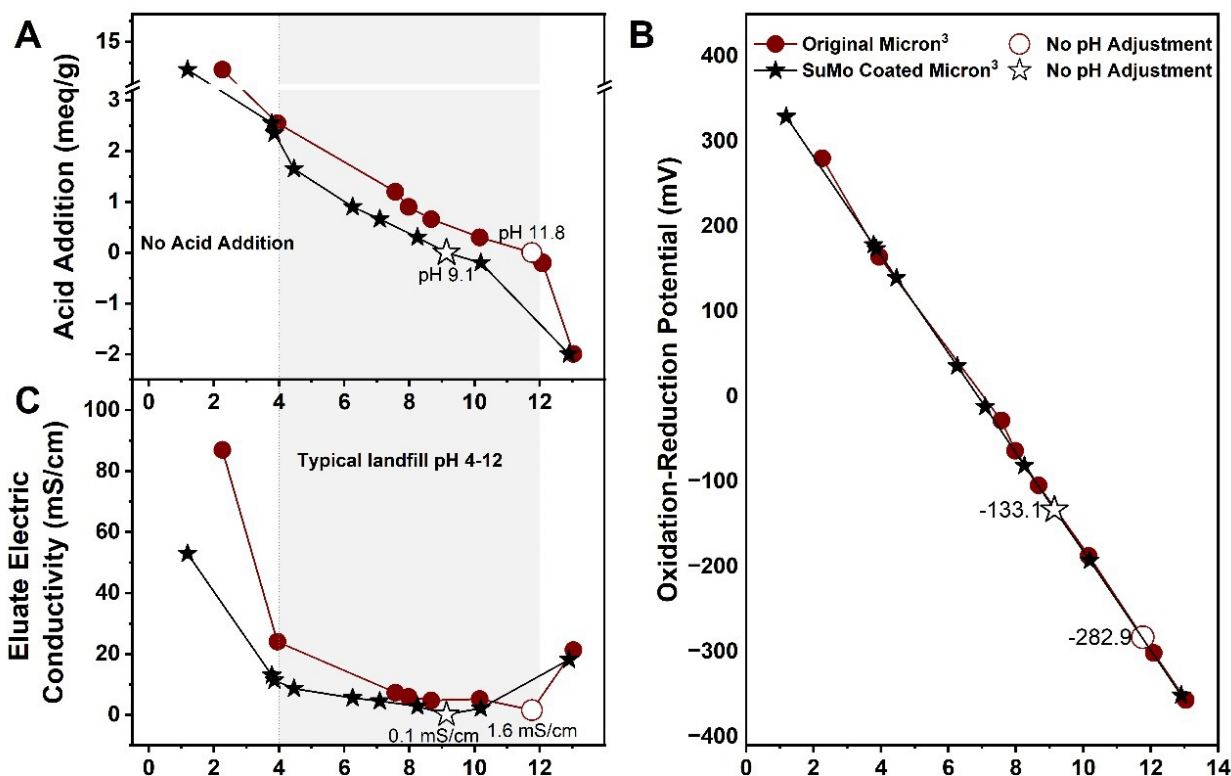 A
Acid Addition (meq/g)
15
3
2
1
0
−1
−2
No Acid Addition
pH 11.8
pH 9.1
0 2 4 6 8 10 12
C
Eluate Electric
Conductivity (mS/cm)
100
80
60
40
20
0
Typical landfill pH 4-12
0.1 mS/cm
1.6 mS/cm
0 2 4 6 8 10 12
B
Oxidation-Reduction Potential (mV)
Original Micron³ No pH Adjustment
SuMo Coated Micron³ No pH Adjustment
400
300
200
100
0
−100
−200
−300
−400
-133.1
-282.9
0 2 4 6 8 10 12 14